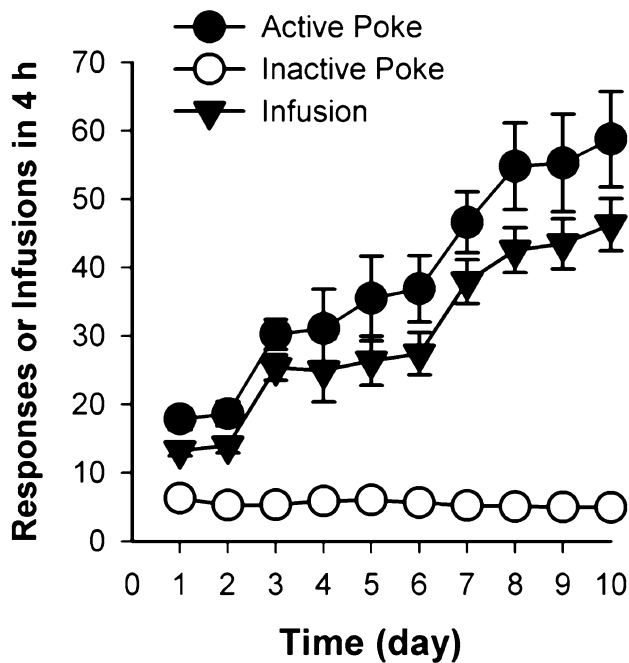 Active Poke
Inactive Poke
Infusion
Responses or Infusions in 4 h
70
60
50
40
30
20
10
0
0 1 2 3 4 5 6 7 8 9 10
Time (day)